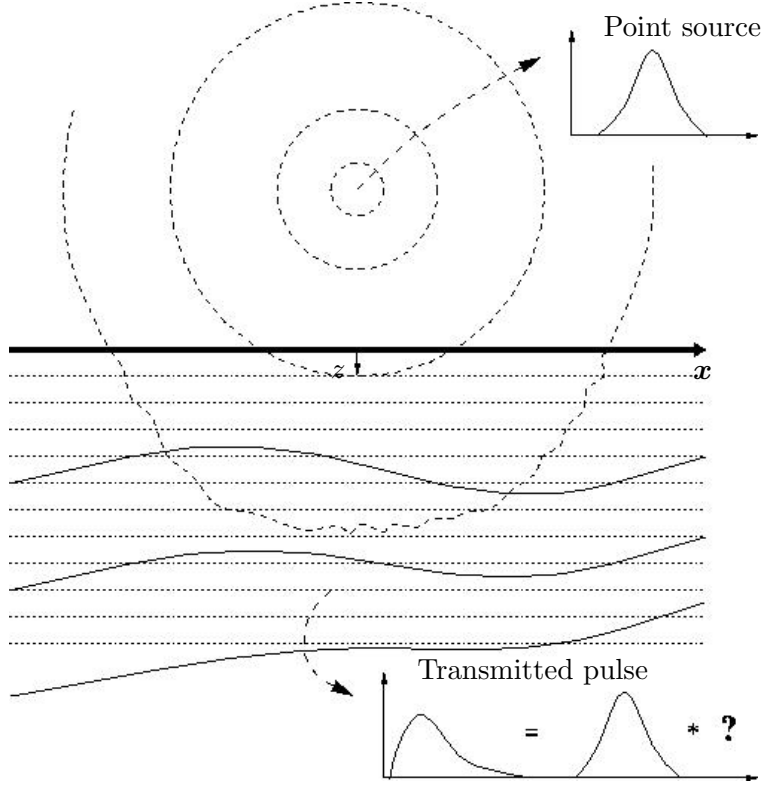 Point source
z
x
Transmitted pulse
= * ?